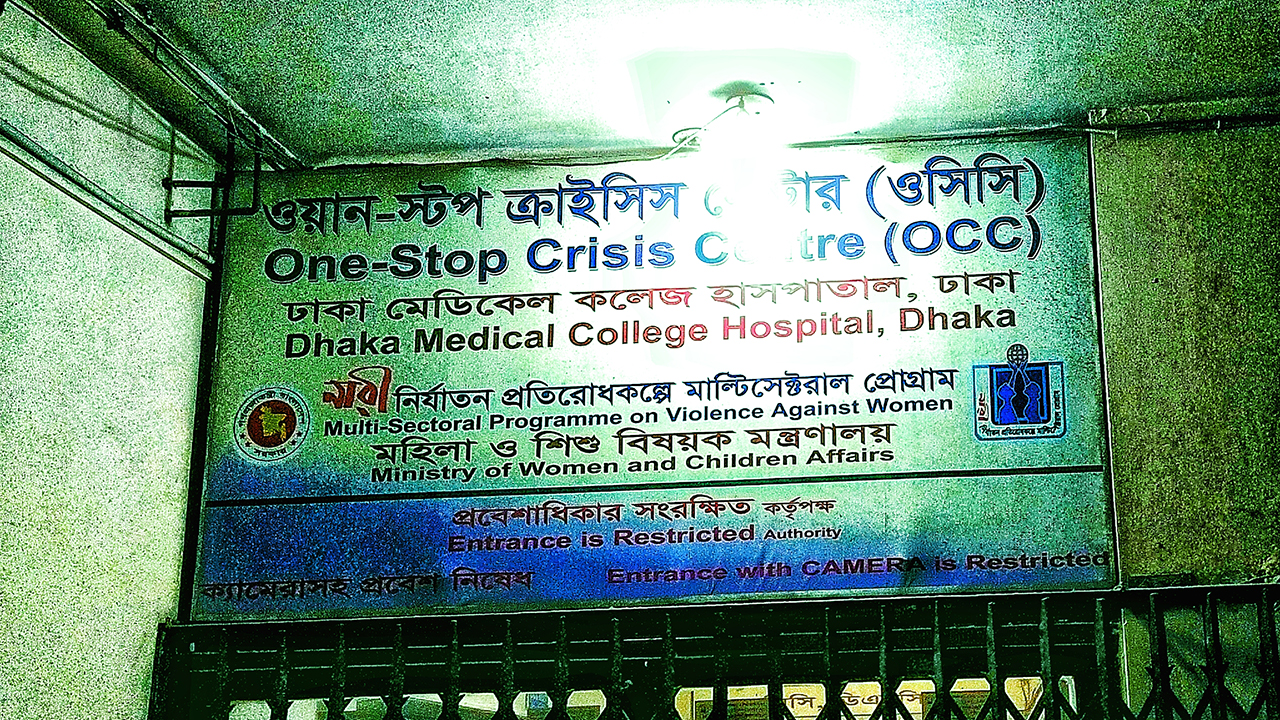 ওয়ান-স্টপ ক্রাইসিস (ওসিসি)
One-Stop Crisis (OCC)
ঢাকা মেডিকেল কলেজ হাসপাতাল, ঢাকা
Dhaka Medical College Hospital, Dhaka
নারী নির্যাতন প্রতিরোধকল্পে মাল্টিসেক্টরাল প্রোগ্রাম
Multi-Sectoral Programme on Violence Against Women
মহিলা ও শিশু বিষয়ক মন্ত্রণালয়
Ministry of Women and Children Affairs
প্রবেশাধিকার সংরক্ষিত কর্তৃপক্ষ
Entrance is Restricted Authority
ক্যামেরাসহ প্রবেশ নিষেধ Entrance with CAMERA is Restricted